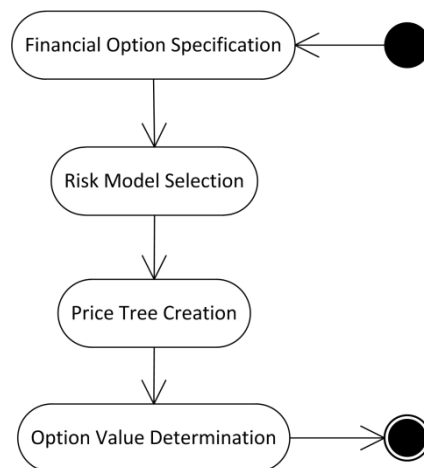 Financial Option Specification
Risk Model Selection
Price Tree Creation
Option Value Determination